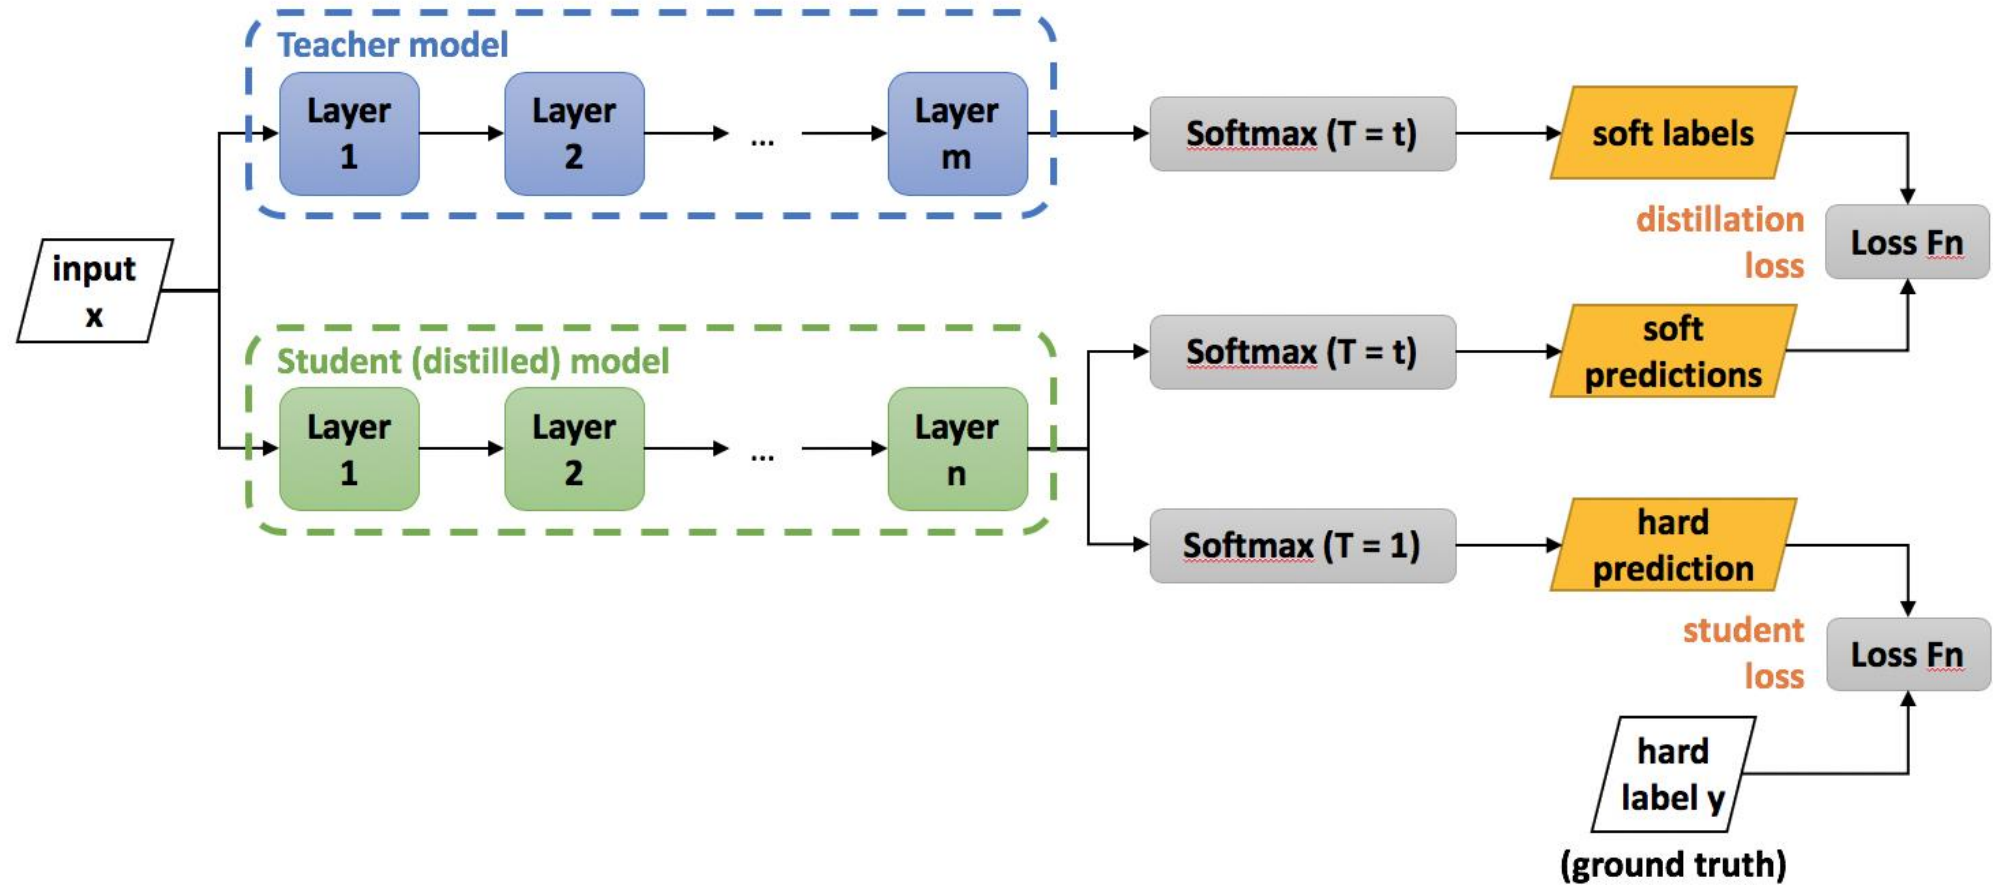 Teacher model
Layer
1
Layer
2
...
Layer
m
Softmax (T = t)
soft labels
distillation
loss
Loss Fn
input
x
Student (distilled) model
Layer
1
Layer
2
...
Layer
n
Softmax (T = t)
soft
predictions
Softmax (T = 1)
hard
prediction
student
loss
Loss Fn
hard
label y
(ground truth)